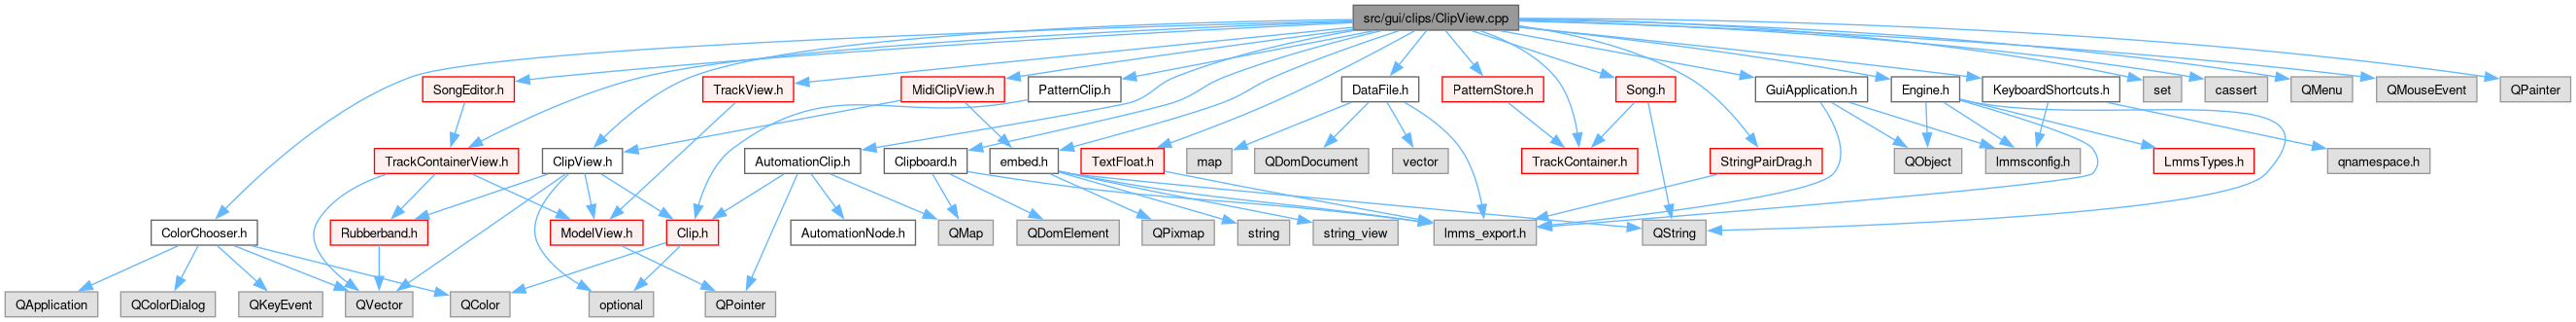 src/gui/clips/ClipView.cpp
SongEditor.h
TrackView.h
MidiClipView.h
PatternClip.h
DataFile.h
PatternStore.h
Song.h
GuiApplication.h
Engine.h
KeyboardShortcuts.h
set
cassert
QMenu
QMouseEvent
QPainter
TrackContainerView.h
ClipView.h
AutomationClip.h
Clipboard.h
embed.h
TextFloat.h
map
QDomDocument
vector
TrackContainer.h
StringPairDrag.h
QObject
lmmsconfig.h
LmmsTypes.h
qnamespace.h
ColorChooser.h
Rubberband.h
ModelView.h
Clip.h
AutomationNode.h
QMap
QDomElement
QPixmap
string
string_view
lmms_export.h
QString
QApplication
QColorDialog
QKeyEvent
QVector
QColor
optional
QPointer